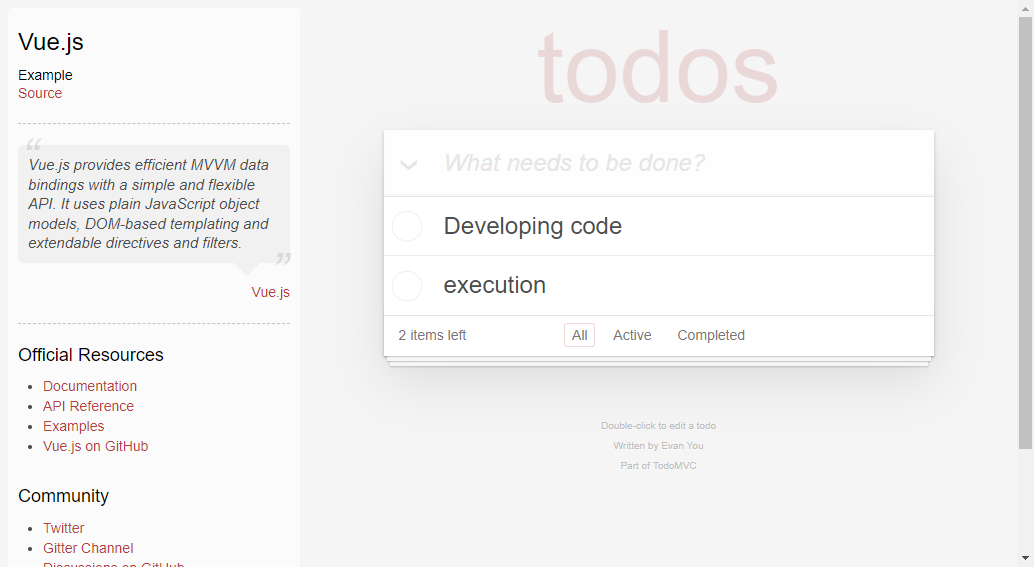 Vue.js
Example
Source
“
Vue.js provides efficient MVVM data
bindings with a simple and flexible
API. It uses plain JavaScript object
models, DOM-based templating and
extendable directives and filters.
”
Vue.js
Official Resources
Documentation
API Reference
Examples
Vue.js on GitHub
Community
Twitter
Gitter Channel
Discussions on GitHub
todos
What needs to be done?
Developing code
execution
2 items left All Active Completed
Double-click to edit a todo
Written by Evan You
Part of TodoMVC